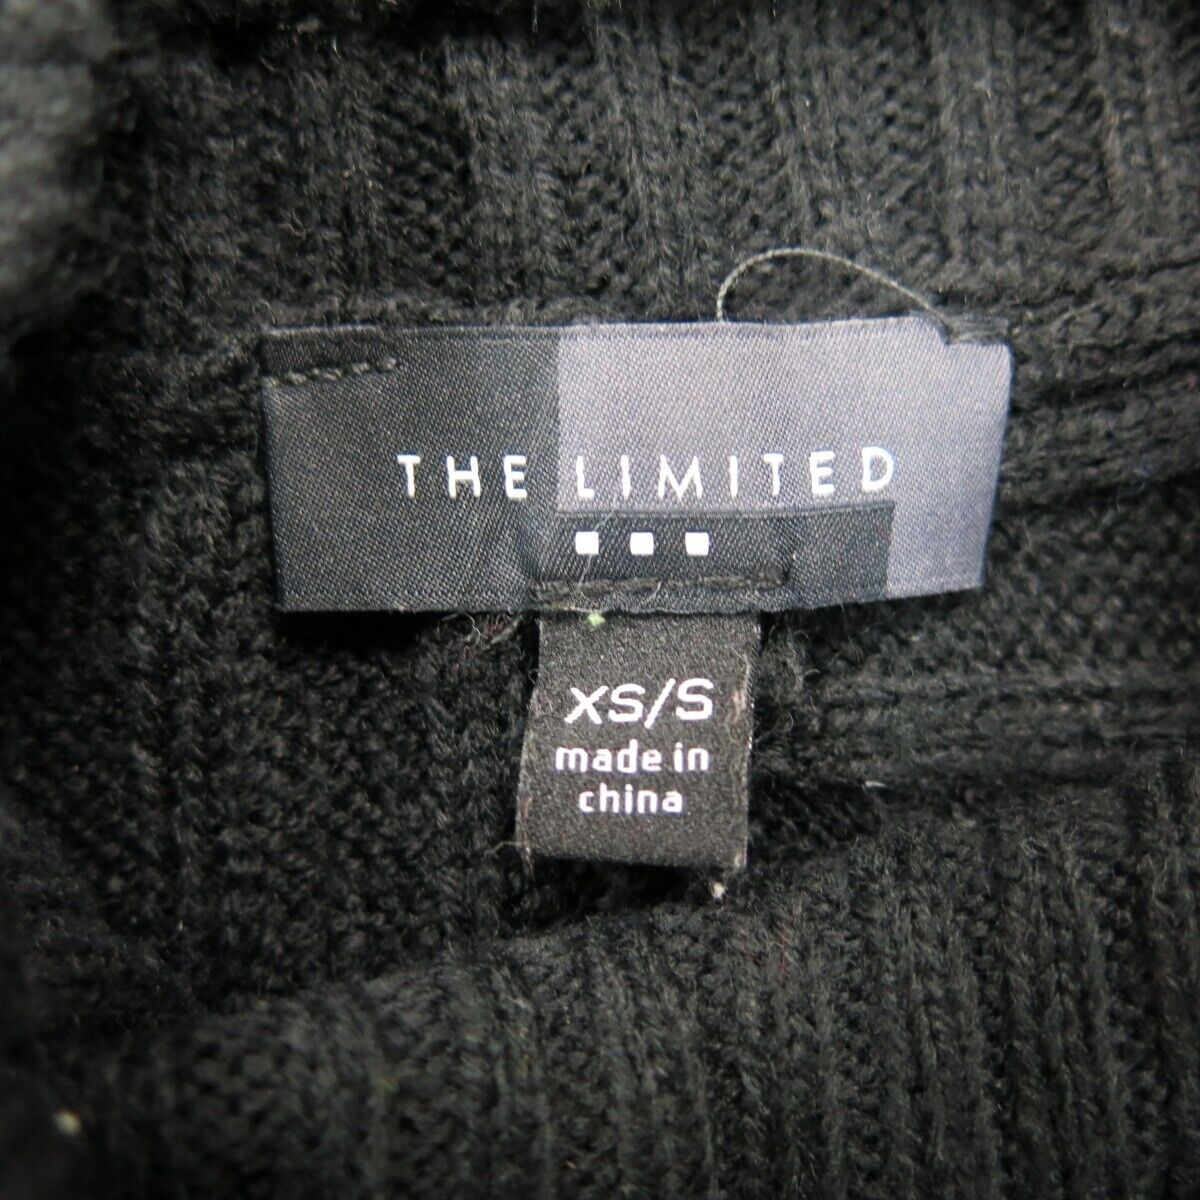 THE LIMITED
XS/S
made in
china